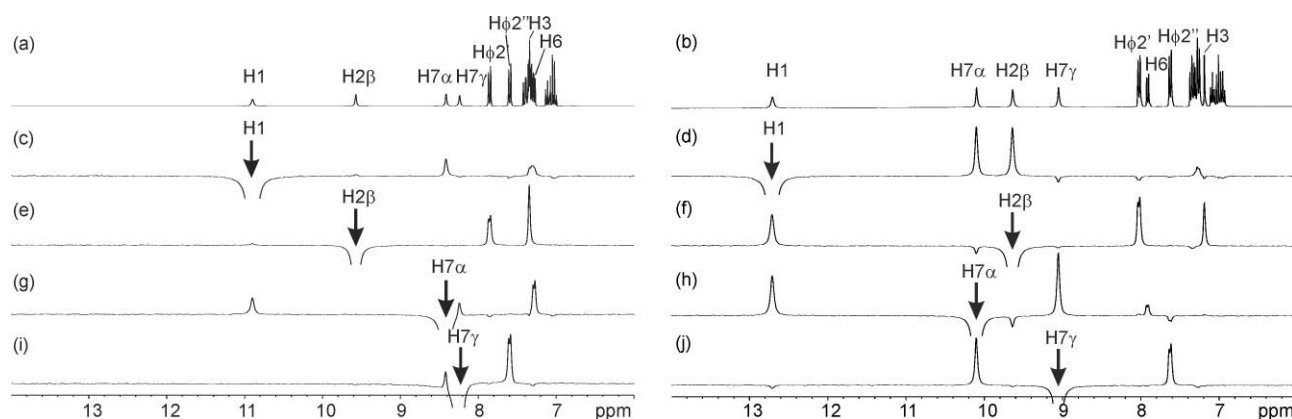 (a)
H1
H2β
H7α
H7γ
Hϕ2'
Hϕ2''
H3
H6
(c)
H1
(e)
H2β
(g)
H7α
(i)
H7γ
13 12 11 10 9 8 7 ppm
(b)
H1
H7α
H2β
H7γ
Hϕ2'
H6
Hϕ2''
H3
(d)
H1
(f)
H2β
(h)
H7α
(j)
H7γ
13 12 11 10 9 8 7 ppm